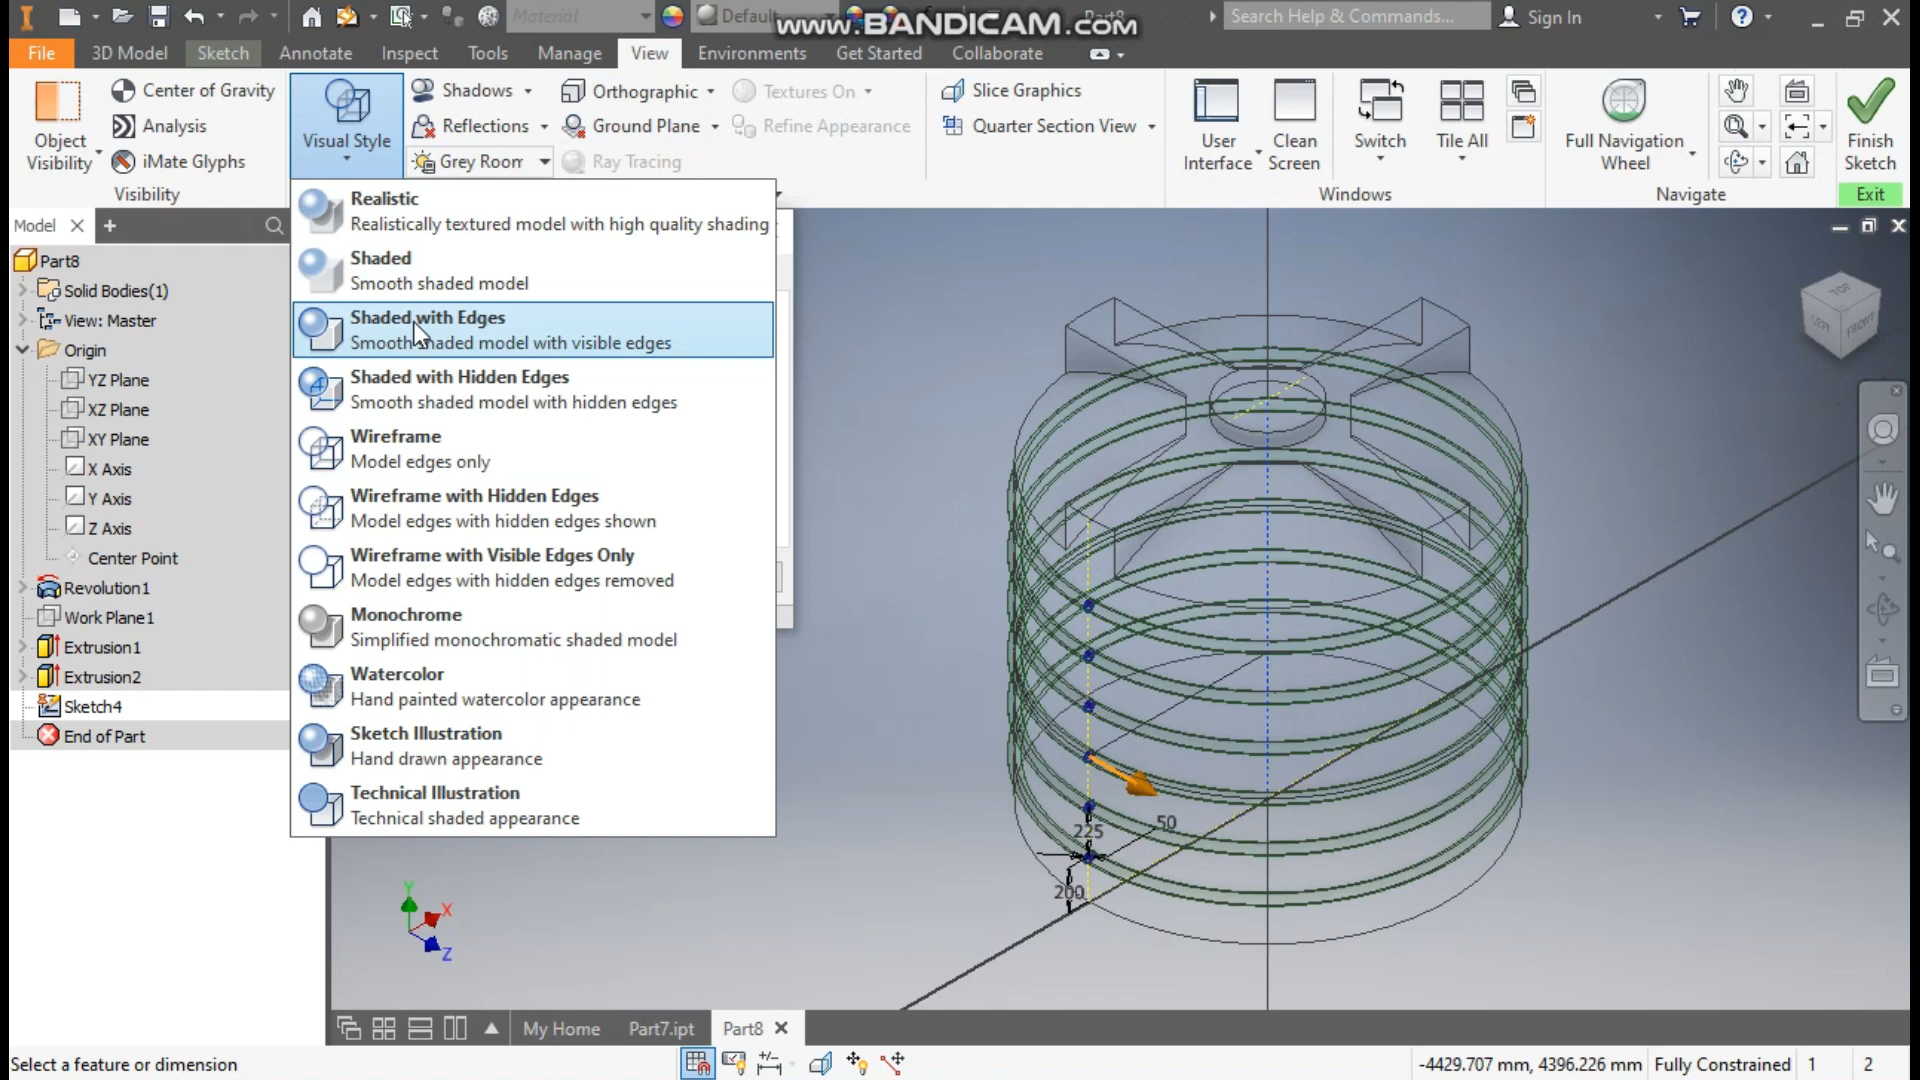 Material
Default
www.BANDICAM.com
Search Help & Commands...
Sign In
File
3D Model
Sketch
Annotate
Inspect
Tools
Manage
View
Environments
Get Started
Collaborate
Object Visibility
Center of Gravity
Analysis
iMate Glyphs
Visibility
Visual Style
Shadows
Reflections
Grey Room
Orthographic
Ground Plane
Ray Tracing
Textures On
Refine Appearance
Slice Graphics
Quarter Section View
User Interface
Clean Screen
Switch
Tile All
Windows
Full Navigation Wheel
Navigate
Finish Sketch
Exit
Model
Part8
Solid Bodies(1)
View: Master
Origin
YZ Plane
XZ Plane
XY Plane
X Axis
Y Axis
Z Axis
Center Point
Revolution1
Work Plane1
Extrusion1
Extrusion2
Sketch4
End of Part
Realistic
Realistically textured model with high quality shading
Shaded
Smooth shaded model
Shaded with Edges
Smooth shaded model with visible edges
Shaded with Hidden Edges
Smooth shaded model with hidden edges
Wireframe
Model edges only
Wireframe with Hidden Edges
Model edges with hidden edges shown
Wireframe with Visible Edges Only
Model edges with hidden edges removed
Monochrome
Simplified monochromatic shaded model
Watercolor
Hand painted watercolor appearance
Sketch Illustration
Hand drawn appearance
Technical Illustration
Technical shaded appearance
TOP
LEFT
FRONT
225
50
200
Y
X
Z
My Home
Part7.ipt
Part8
Select a feature or dimension
-4429.707 mm, 4396.226 mm
Fully Constrained
1
2